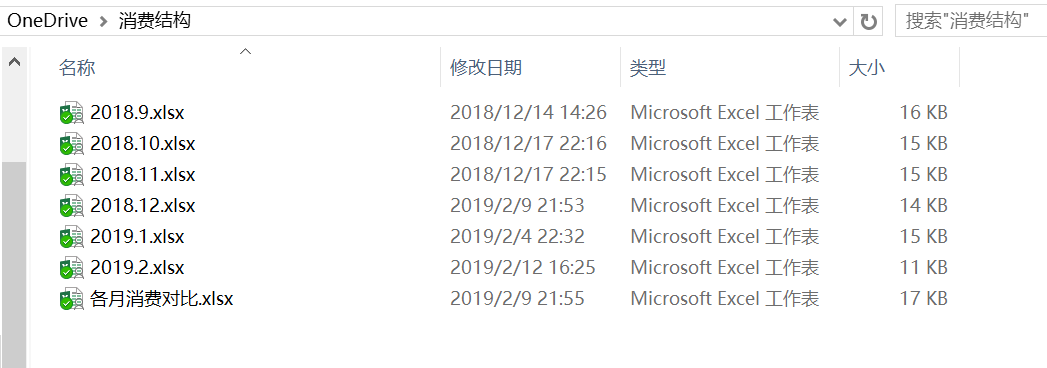 OneDrive > 消费结构 搜索"消费结构"
名称 修改日期 类型 大小
2018.9.xlsx 2018/12/14 14:26 Microsoft Excel 工作表 16 KB
2018.10.xlsx 2018/12/17 22:16 Microsoft Excel 工作表 15 KB
2018.11.xlsx 2018/12/17 22:15 Microsoft Excel 工作表 15 KB
2018.12.xlsx 2019/2/9 21:53 Microsoft Excel 工作表 14 KB
2019.1.xlsx 2019/2/4 22:32 Microsoft Excel 工作表 15 KB
2019.2.xlsx 2019/2/12 16:25 Microsoft Excel 工作表 11 KB
各月消费对比.xlsx 2019/2/9 21:55 Microsoft Excel 工作表 17 KB